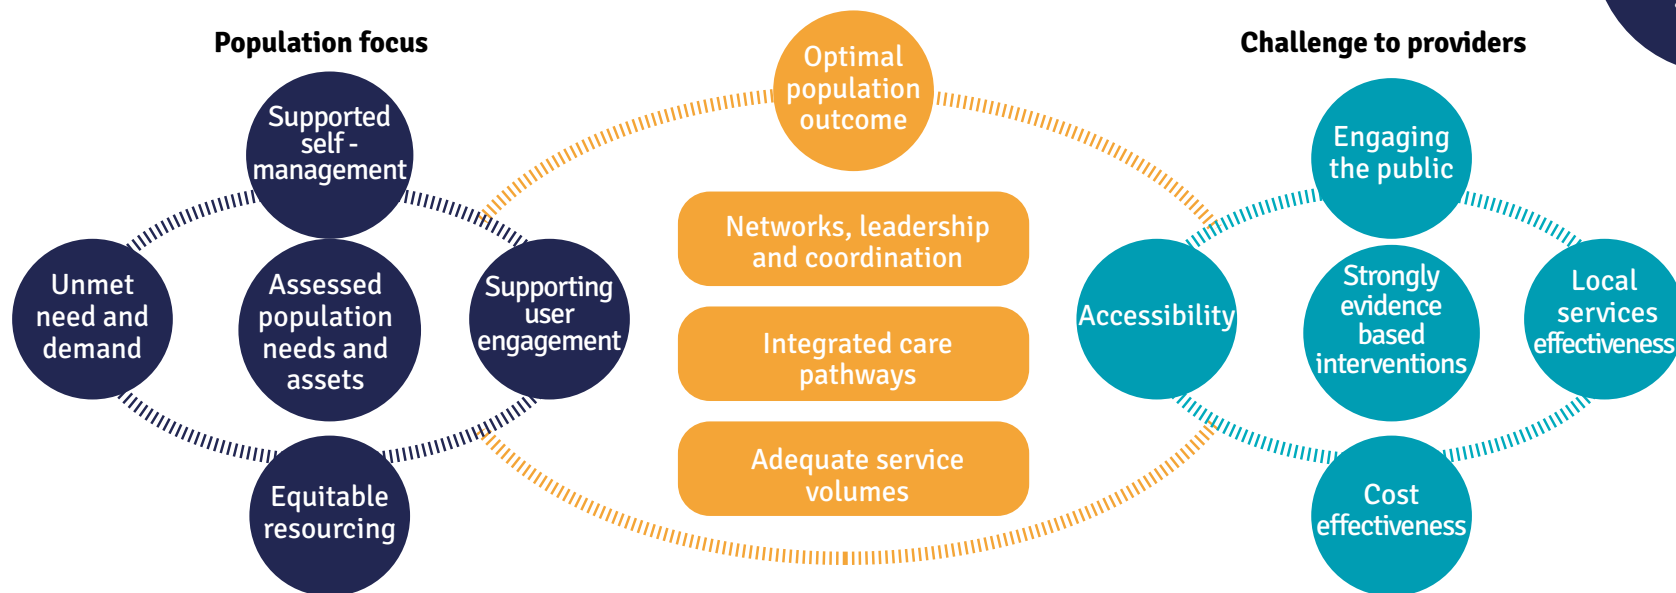 Population focus
Supported
self -
management
Unmet
need and
demand
Assessed
population
needs and
assets
Supporting
user
engagement
Equitable
resourcing
Optimal
population
outcome
Networks, leadership
and coordination
Integrated care
pathways
Adequate service
volumes
Challenge to providers
Engaging
the public
Accessibility
Strongly
evidence
based
interventions
Local
services
effectiveness
Cost
effectiveness